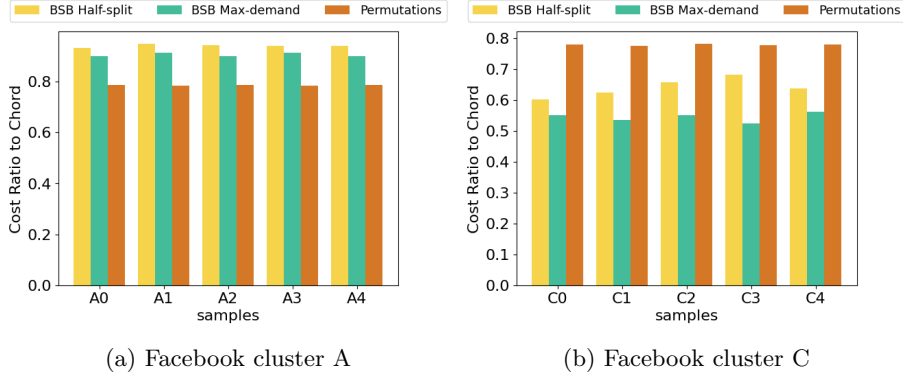 BSB Half-split BSB Max-demand Permutations
Cost Ratio to Chord
0.8
0.6
0.4
0.2
0.0
A0 A1 A2 A3 A4
samples
(a) Facebook cluster A
BSB Half-split BSB Max-demand Permutations
Cost Ratio to Chord
0.8
0.7
0.6
0.5
0.4
0.3
0.2
0.1
0.0
C0 C1 C2 C3 C4
samples
(b) Facebook cluster C